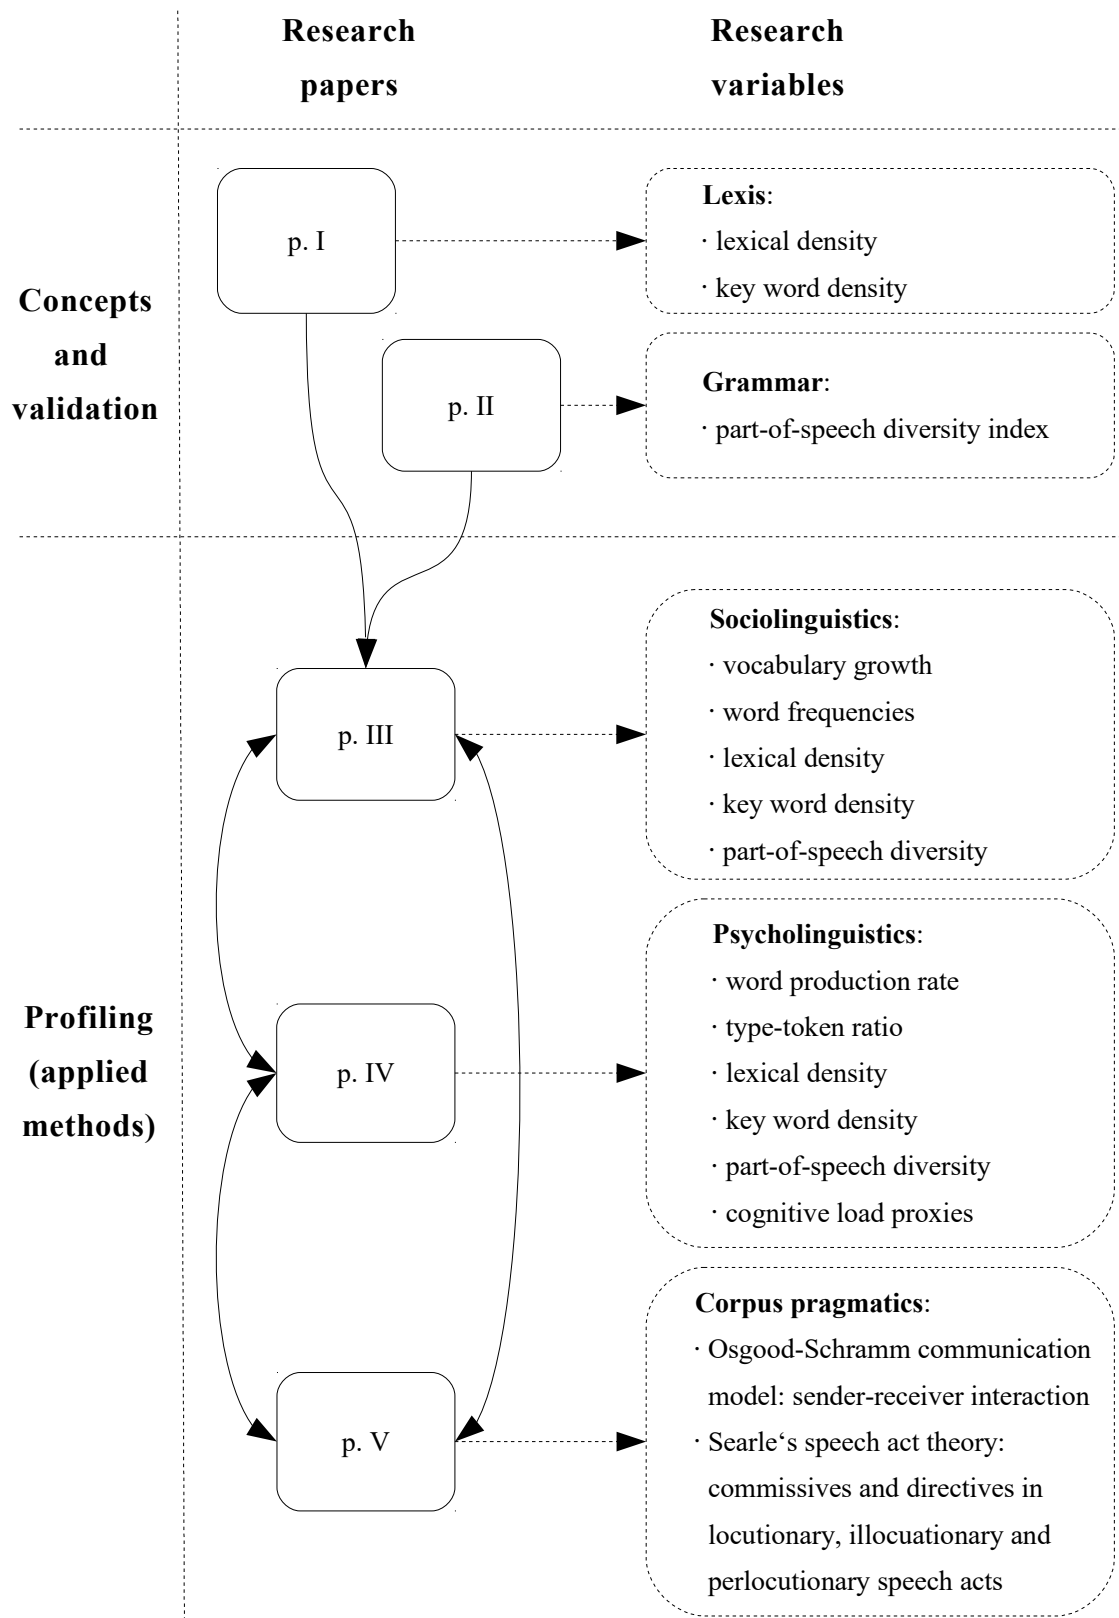 Research
papers
Research
variables
Concepts
and
validation
p. I
Lexis:
· lexical density
· key word density
p. II
Grammar:
· part-of-speech diversity index
Profiling
(applied
methods)
p. III
Sociolinguistics:
· vocabulary growth
· word frequencies
· lexical density
· key word density
· part-of-speech diversity
p. IV
Psycholinguistics:
· word production rate
· type-token ratio
· lexical density
· key word density
· part-of-speech diversity
· cognitive load proxies
p. V
Corpus pragmatics:
· Osgood-Schramm communication
model: sender-receiver interaction
· Searle‘s speech act theory:
commissives and directives in
locutionary, illocuationary and
perlocutionary speech acts